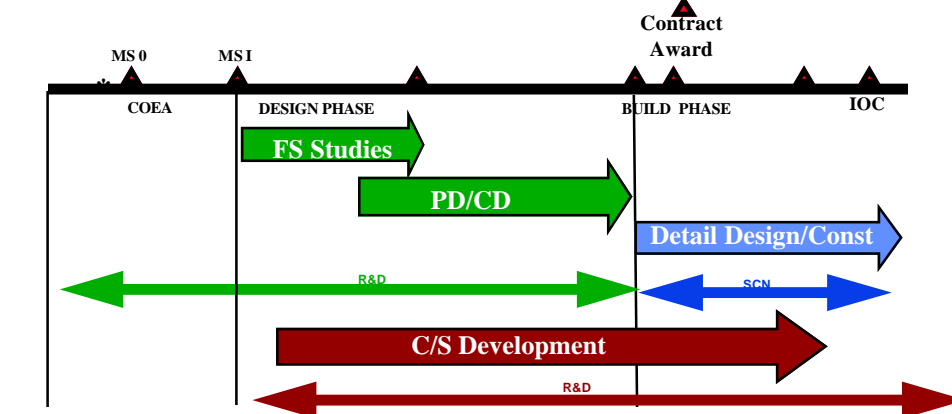 Contract
Award
MS 0
MS I
*
COEA
DESIGN PHASE
BUILD PHASE
IOC
FS Studies
PD/CD
Detail Design/Const
R&D
SCN
C/S Development
R&D